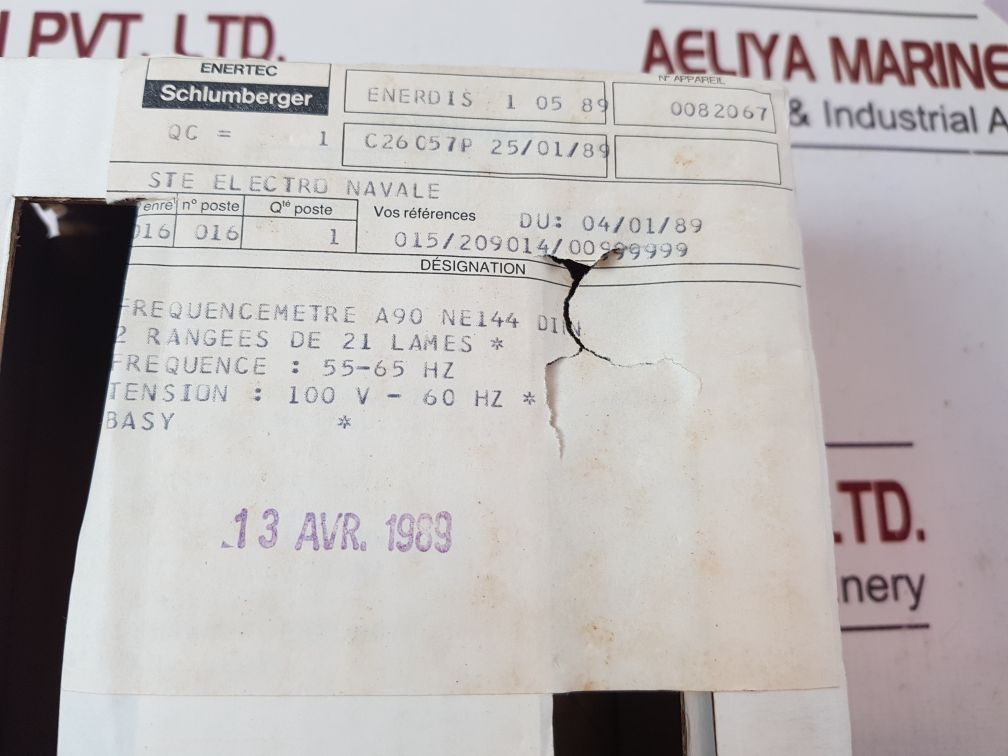 PVT. LTD.
AELIYA MARINE
& Industrial A
ENERTEC
Schlumberger
ENERDIS 1 05 89
N° APPAREIL
0082067
QC = 1
C26057P 25/01/89
STE ELECTRO NAVALE
n° poste
Qté poste
Vos références
DU: 04/01/89
016 016 1
015/209014/00999999
DÉSIGNATION
FREQUENCEMETRE A90 NE144 DIN
2 RANGEES DE 21 LAMES *
FREQUENCE : 55-65 HZ
TENSION : 100 V - 60 HZ *
BASY *
13 AVR. 1989
LTD.
nery